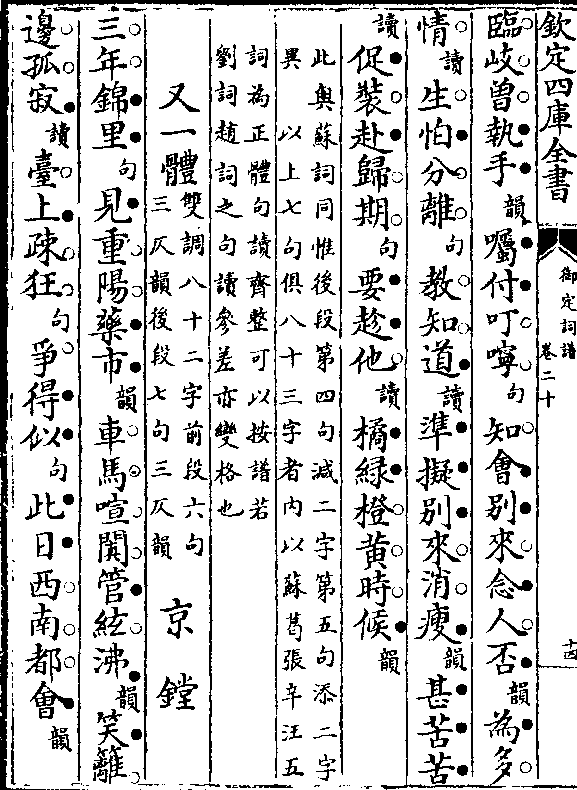 欽定四庫全書
御定詞譜
卷二十
十四
臨岐曾執手韻囑付叮嚀句知會别來念人否韻為多
情讀生怕分離句教知道讀準擬别來消瘦韻甚苦苦
讀促裝赴歸期句要趁他讀橘綠橙黄時候韻
此與蘇詞同惟後段第四句減二字第五句添二字
異 以上七句俱八十三字者内以蘇葛張辛汪五
詞為正體句讀齊整可以按譜若
劉詞趙詞之句讀參差亦變格也
又一體雙調八十二字前段六句
三仄韻後段七句三仄韻
京鏜
三年錦里句見重陽藥市韻車馬喧闐管絃沸韻笑籬
邊孤寂讀臺上疎狂句爭得似句此日西南都會韻